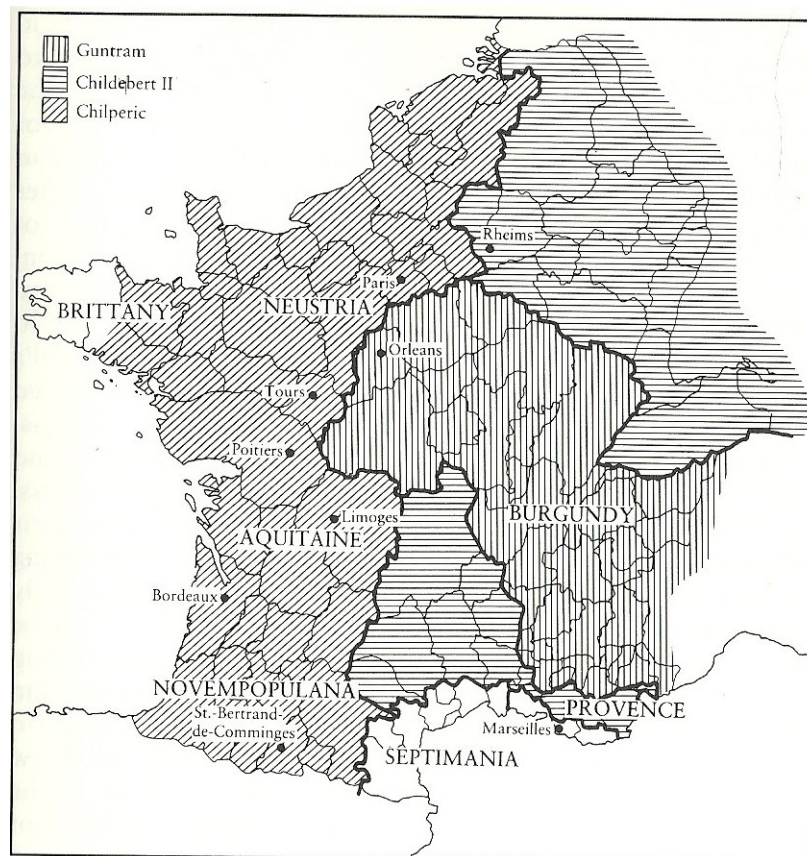 Guntram
Childebert II
Chilperic
Rheims
Paris
BRITTANY
NEUSTRIA
Orleans
Tours
Poitiers
Limoges
BURGUNDY
AQUITAINE
Bordeaux
NOVEMPOPULANA
St.-Bertrand-
de-Comminges
PROVENCE
Marseilles
SEPTIMANIA